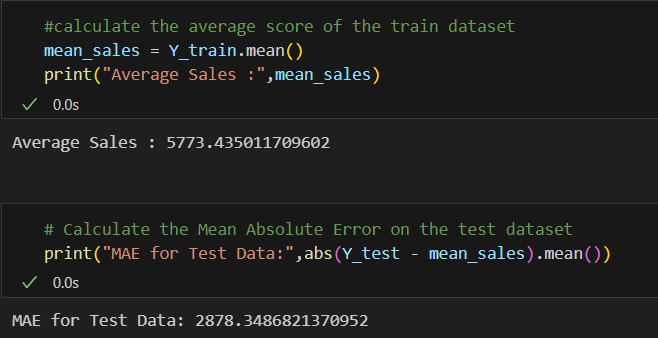 #calculate the average score of the train dataset
mean_sales = Y_train.mean()
print("Average Sales :",mean_sales)
0.0s
Average Sales : 5773.435011709602
# Calculate the Mean Absolute Error on the test dataset
print("MAE for Test Data:",abs(Y_test - mean_sales).mean())
0.0s
MAE for Test Data: 2878.3486821370952